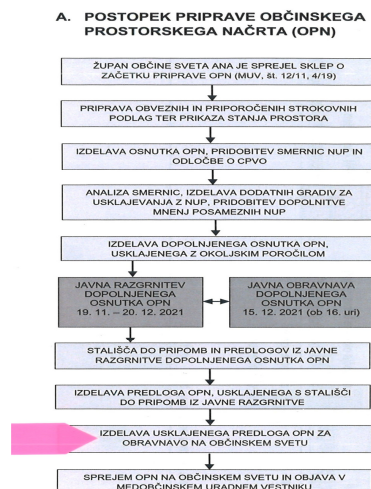 A. POSTOPEK PRIPRAVE OBČINSKEGA
PROSTORSKEGA NAČRTA (OPN)
ŽUPAN OBČINE SVETA ANA JE SPREJEL SKLEP O
ZAČETKU PRIPRAVE OPN (MUV, št. 12/11, 4/19)
PRIPRAVA OBVEZNIH IN PRIPOROČENIH STROKOVNIH
PODLAG TER PRIKAZA STANJA PROSTORA
IZDELAVA OSNUTKA OPN, PRIDOBITEV SMERNIC NUP IN
ODLOČBE O CPVO
ANALIZA SMERNIC, IZDELAVA DODATNIH GRADIV ZA
USKLAJEVANJA Z NUP, PRIDOBITEV DOPOLNITVE
MNENJ POSAMEZNIH NUP
IZDELAVA DOPOLNJENEGA OSNUTKA OPN,
USKLAJENEGA Z OKOLJSKIM POROČILOM
JAVNA RAZGRNITEV
DOPOLNJENEGA
OSNUTKA OPN
19. 11. – 20. 12. 2021
JAVNA OBRAVNAVA
DOPOLNJENEGA
OSNUTKA OPN
15. 12. 2021 (ob 16. uri)
STALIŠČA DO PRIPOMB IN PREDLOGOV IZ JAVNE
RAZGRNITVE DOPOLNJENEGA OSNUTKA OPN
IZDELAVA PREDLOGA OPN, USKLAJENEGA S STALIŠČI
DO PRIPOMB IZ JAVNE RAZGRNITVE
IZDELAVA USKLAJENEGA PREDLOGA OPN ZA
OBRAVNAVO NA OBČINSKEM SVETU
SPREJEM OPN NA OBČINSKEM SVETU IN OBJAVA V
MEDOBČINSKEM URADNEM VESTNIKU